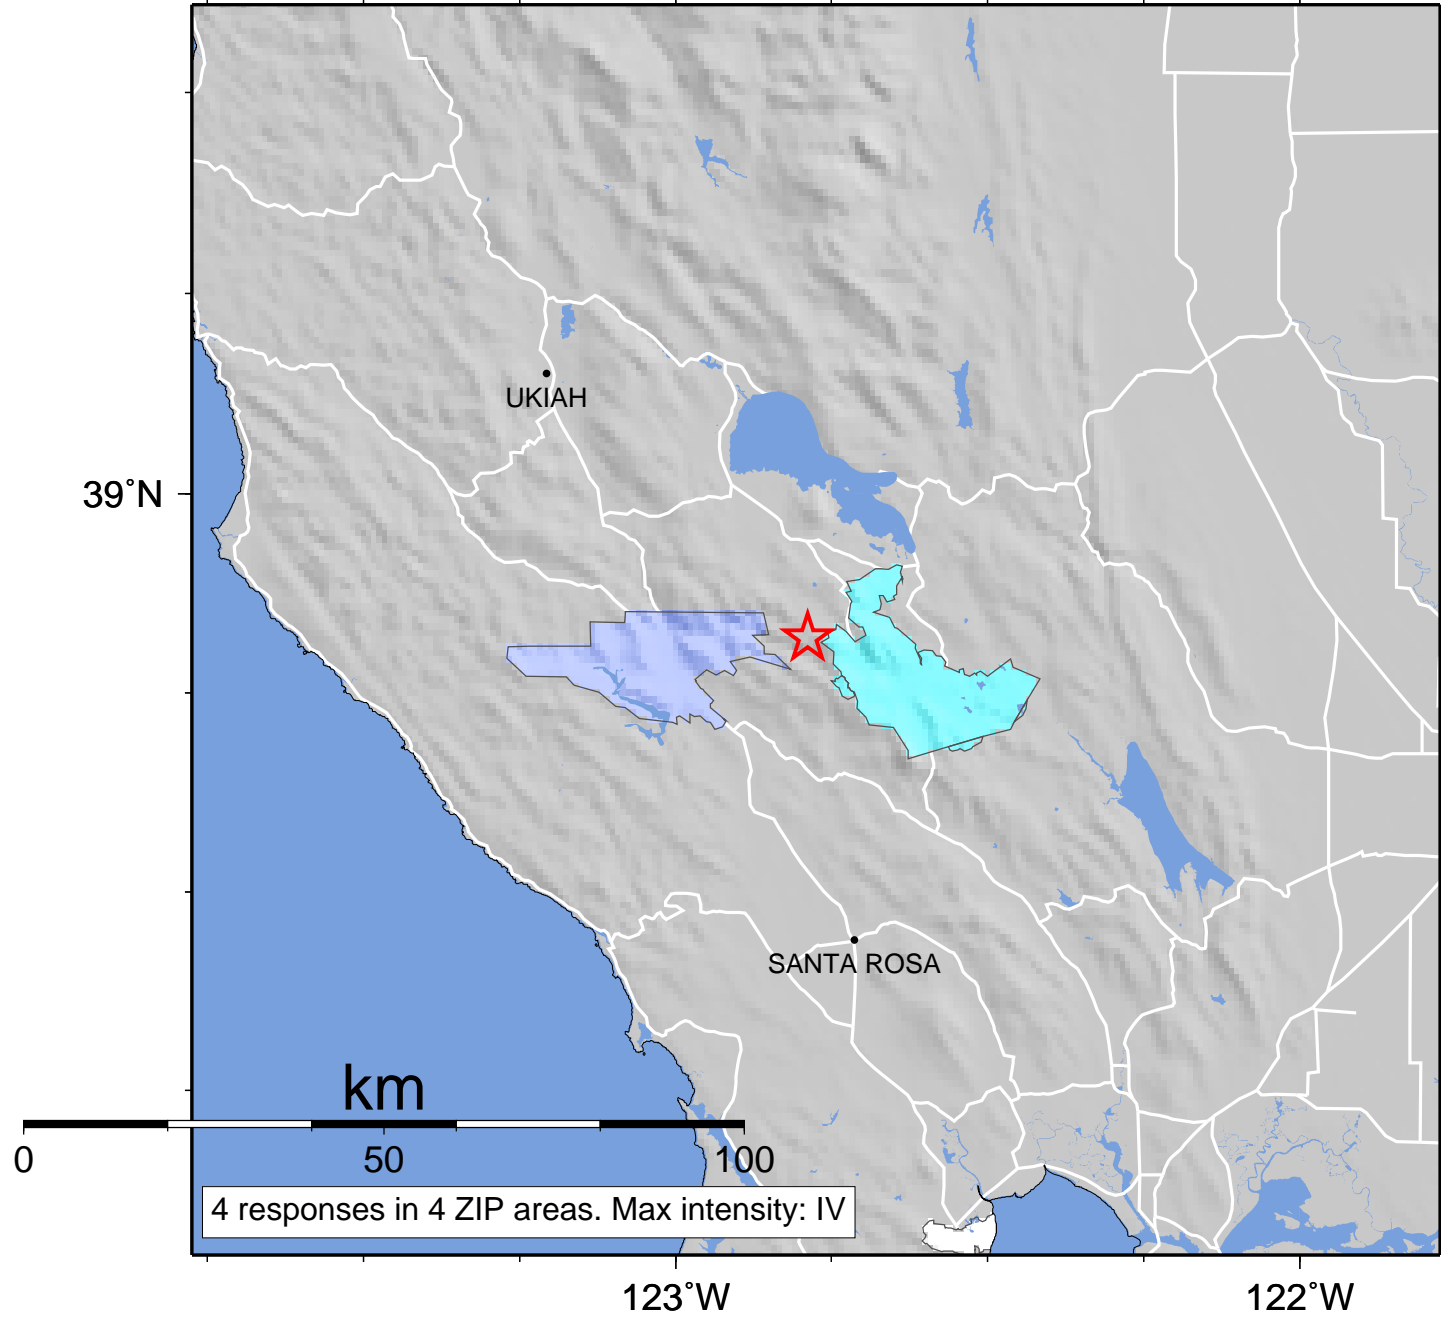 UKIAH
39°N
SANTA ROSA
km
0 50 100
4 responses in 4 ZIP areas. Max intensity: IV
123°W 122°W